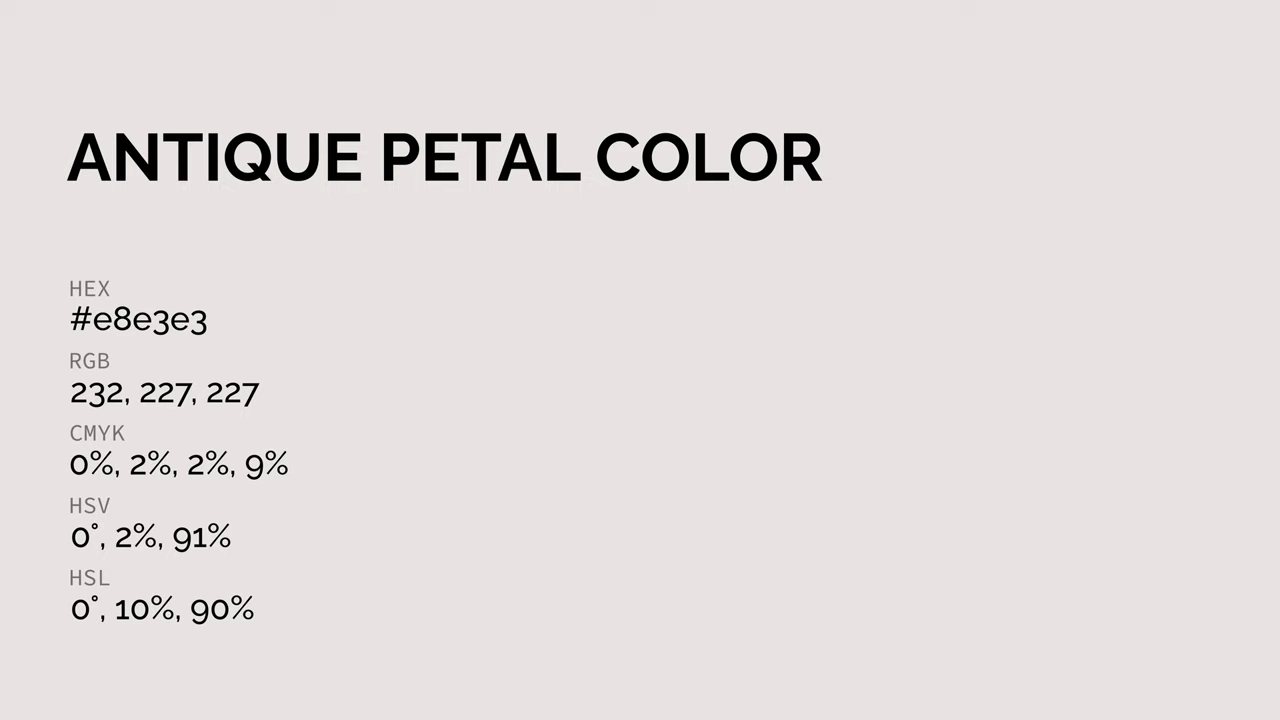 ANTIQUE PETAL COLOR
HEX
#e8e3e3
RGB
232, 227, 227
CMYK
0%, 2%, 2%, 9%
HSV
0°, 2%, 91%
HSL
0°, 10%, 90%